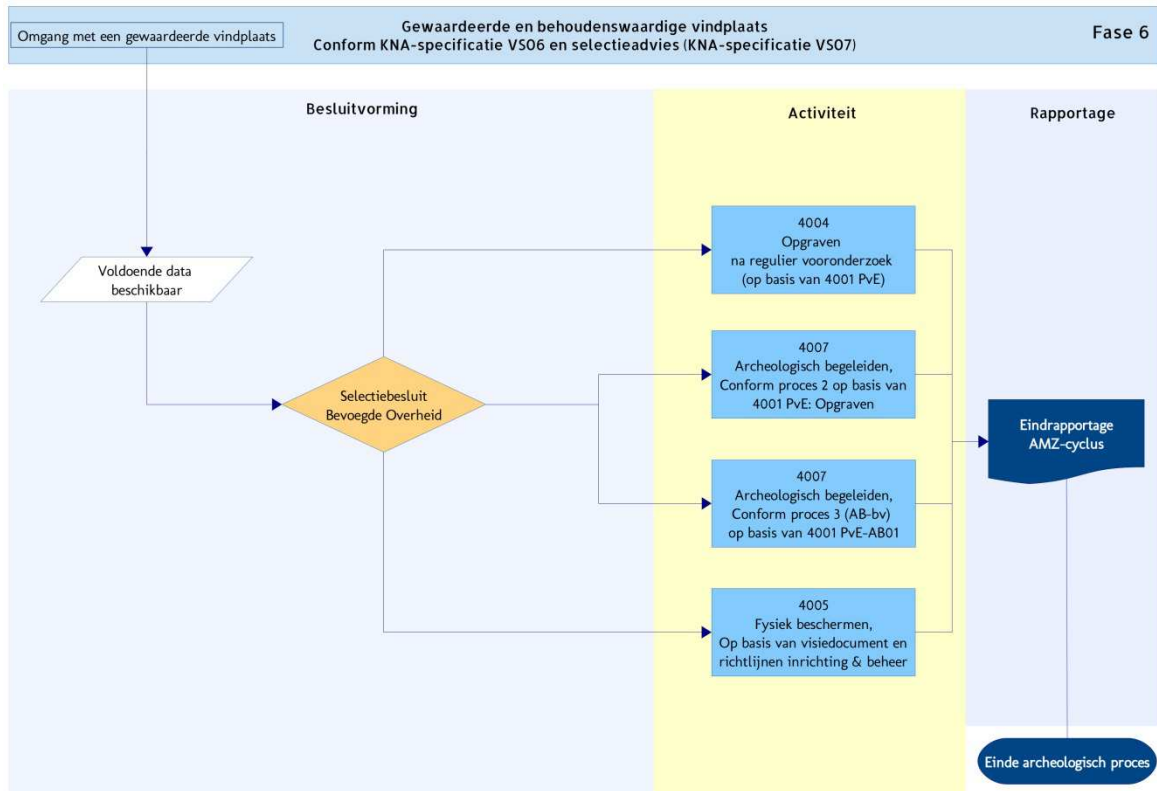 Omgang met een gewaardeerde vindplaats
Gewaardeerde en behoudenswaardige vindplaats
Conform KNA-specificatie VS06 en selectieadvies (KNA-specificatie VS07)
Fase 6
Besluitvorming
Activiteit
Rapportage
Voldoende data
beschikbaar
Selectiebesluit
Bevoegde Overheid
4004
Opgraven
na regulier vooronderzoek
(op basis van 4001 PvE)
4007
Archeologisch begeleiden,
Conform proces 2 op basis van
4001 PvE: Opgraven
4007
Archeologisch begeleiden,
Conform proces 3 (AB-bv)
op basis van 4001 PvE-AB01
4005
Fysiek beschermen,
Op basis van visiedocument en
richtlijnen inrichting & beheer
Eindrapportage
AMZ-cyclus
Einde archeologisch proces